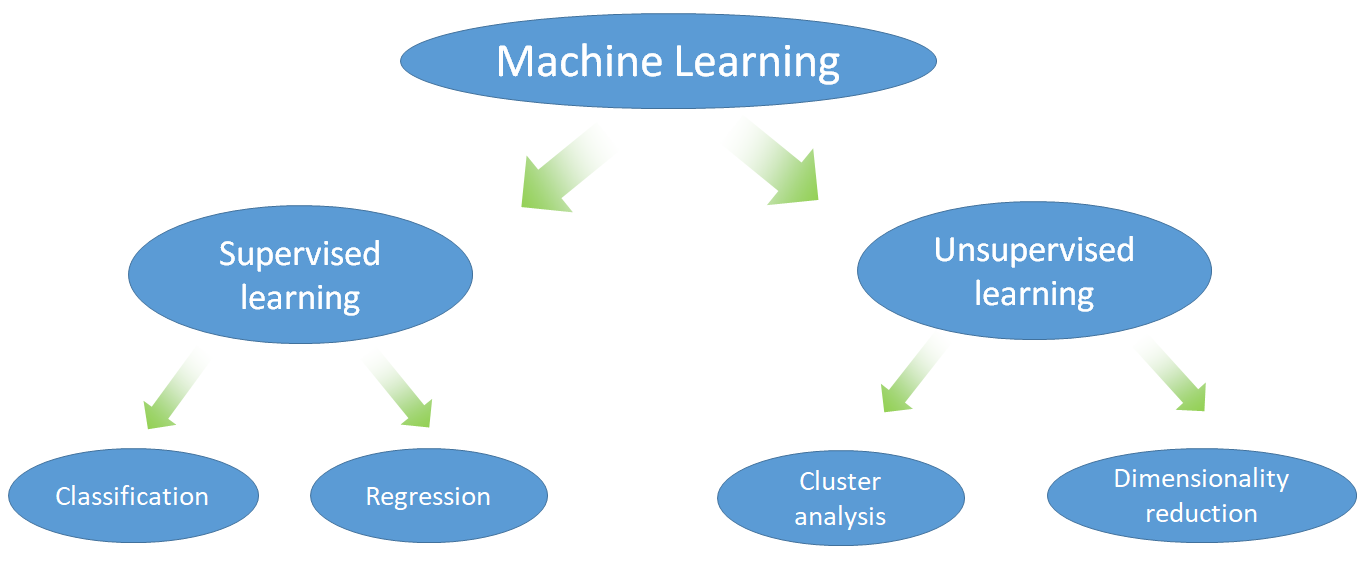 Machine Learning
Supervised
learning
Unsupervised
learning
Classification
Regression
Cluster
analysis
Dimensionality
reduction